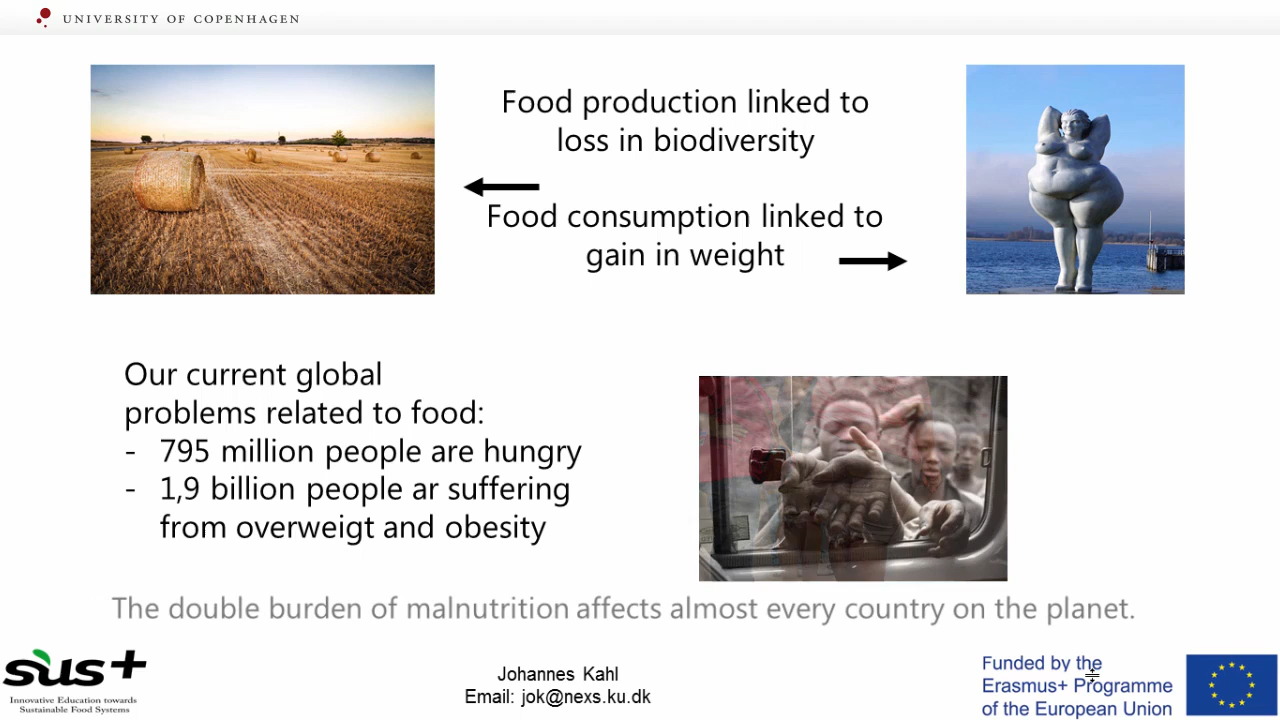 UNIVERSITY OF COPENHAGEN
Food production linked to
loss in biodiversity
Food consumption linked to
gain in weight
Our current global
problems related to food:
- 795 million people are hungry
- 1,9 billion people ar suffering
from overweigt and obesity
The double burden of malnutrition affects almost every country on the planet.
sus+
Innovative Education towards
Sustainable Food Systems
Johannes Kahl
Email: jok@nexs.ku.dk
Funded by the
Erasmus+ Programme
of the European Union